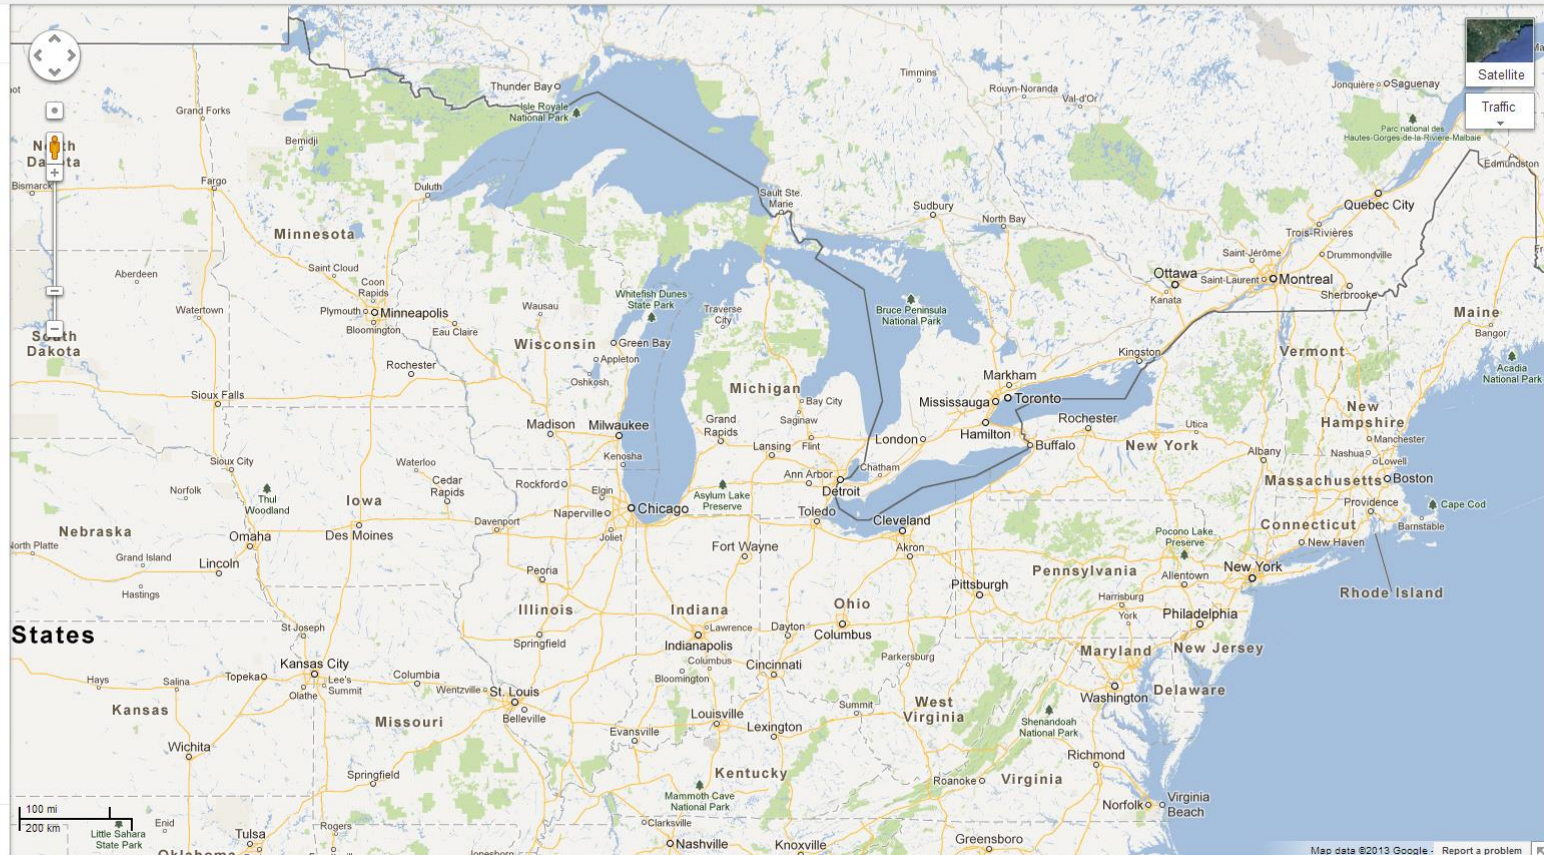 Satellite
Traffic
Thunder Bay
Isle Royale
National Park
Timmins
Rouyn-Noranda
Val-d'Or
Jonquière
Saguenay
Parc national des
Hautes-Gorges-de-la-Rivière-Malbaie
Edmundston
Grand Forks
Bemidji
North
Dakota
Bismarck
Fargo
Duluth
Sault Ste.
Marie
Sudbury
North Bay
Quebec City
Trois-Rivières
Minnesota
Saint Cloud
Aberdeen
Coon
Rapids
Watertown
Plymouth
Minneapolis
Bloomington
Eau Claire
Wausau
Whitefish Dunes
State Park
Traverse
City
Bruce Peninsula
National Park
Ottawa
Kanata
Saint-Jérôme
Saint-Laurent
Montreal
Drummondville
Sherbrooke
Maine
Bangor
South
Dakota
Wisconsin
Green Bay
Appleton
Oshkosh
Rochester
Sioux Falls
Michigan
Bay City
Saginaw
Kingston
Markham
Mississauga
Toronto
Hamilton
Vermont
Acadia
National Park
New
Hampshire
Manchester
Nashua
Lowell
Madison
Milwaukee
Kenosha
Grand
Rapids
Lansing
Flint
London
Rochester
Buffalo
Utica
New York
Albany
Massachusetts
Boston
Sioux City
Waterloo
Cedar
Rapids
Rockford
Elgin
Naperville
Chicago
Joliet
Asylum Lake
Preserve
Ann Arbor
Detroit
Chatham
Toledo
Cleveland
Akron
Providence
Cape Cod
Barnstable
Connecticut
New Haven
Norfolk
Thul
Woodland
Iowa
Nebraska
North Platte
Grand Island
Omaha
Lincoln
Hastings
Des Moines
Davenport
Peoria
Fort Wayne
Pittsburgh
Pennsylvania
Pocono Lake
Preserve
Allentown
New York
Rhode Island
Harrisburg
York
Philadelphia
States
St Joseph
Illinois
Springfield
Indiana
Lawrence
Indianapolis
Columbus
Bloomington
Ohio
Dayton
Columbus
Cincinnati
Parkersburg
Maryland
New Jersey
Kansas City
Hays
Salina
Topeka
Olathe
Lee's
Summit
Columbia
Wentzville
St. Louis
Belleville
Kansas
Missouri
Wichita
Springfield
Evansville
Louisville
Lexington
Summit
West
Virginia
Washington
Delaware
Shenandoah
National Park
Richmond
Kentucky
Mammoth Cave
National Park
Roanoke
Virginia
Norfolk
Virginia
Beach
100 mi
200 km
Little Sahara
State Park
Enid
Tulsa
Rogers
Clarksville
Nashville
Knoxville
Greensboro
Oklahoma
Jonesboro
Map data ©2013 Google -
Report a problem